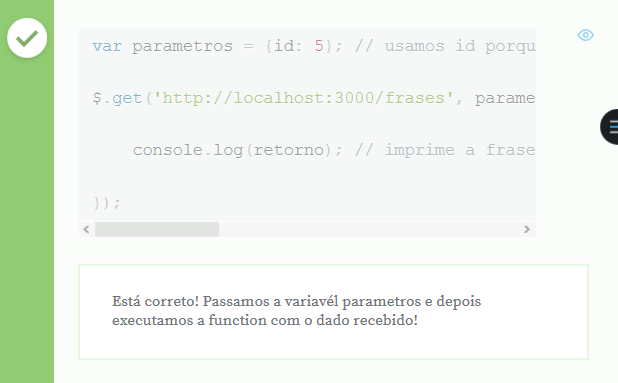 var parametros = {id: 5}; // usamos id porqu
$.get('http://localhost:3000/frases', parame
console.log(retorno); // imprime a frase
});
Está correto! Passamos a variavél parametros e depois
executamos a function com o dado recebido!